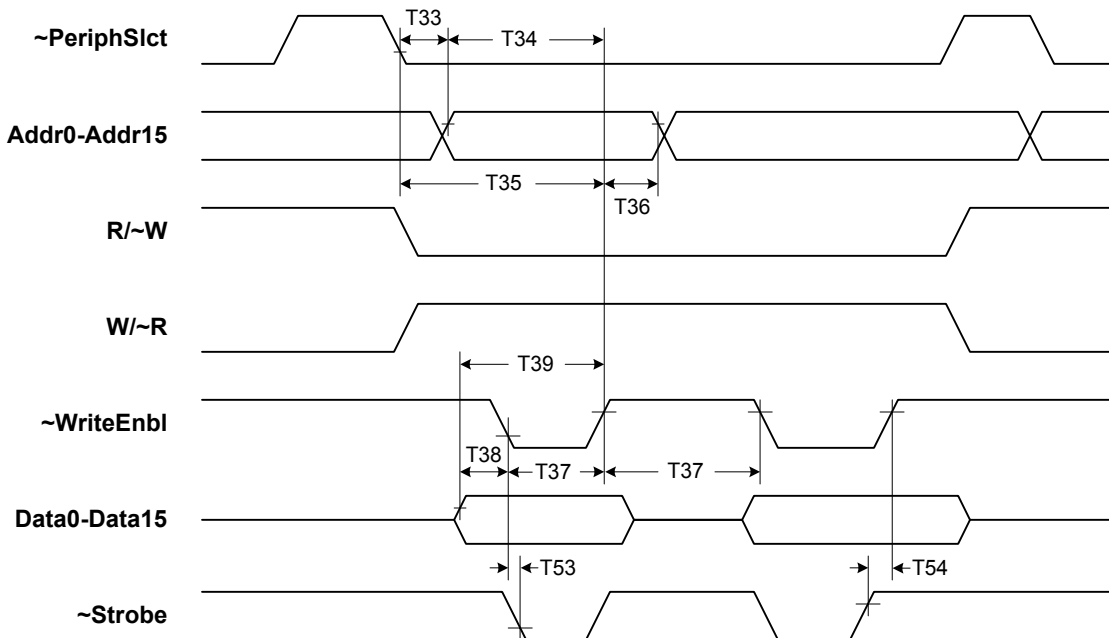 ~PeriphSlct
T33
T34
Addr0-Addr15
T35
T36
R/~W
W/~R
T39
~WriteEnbl
T38
T37
T37
Data0-Data15
T53
T54
~Strobe